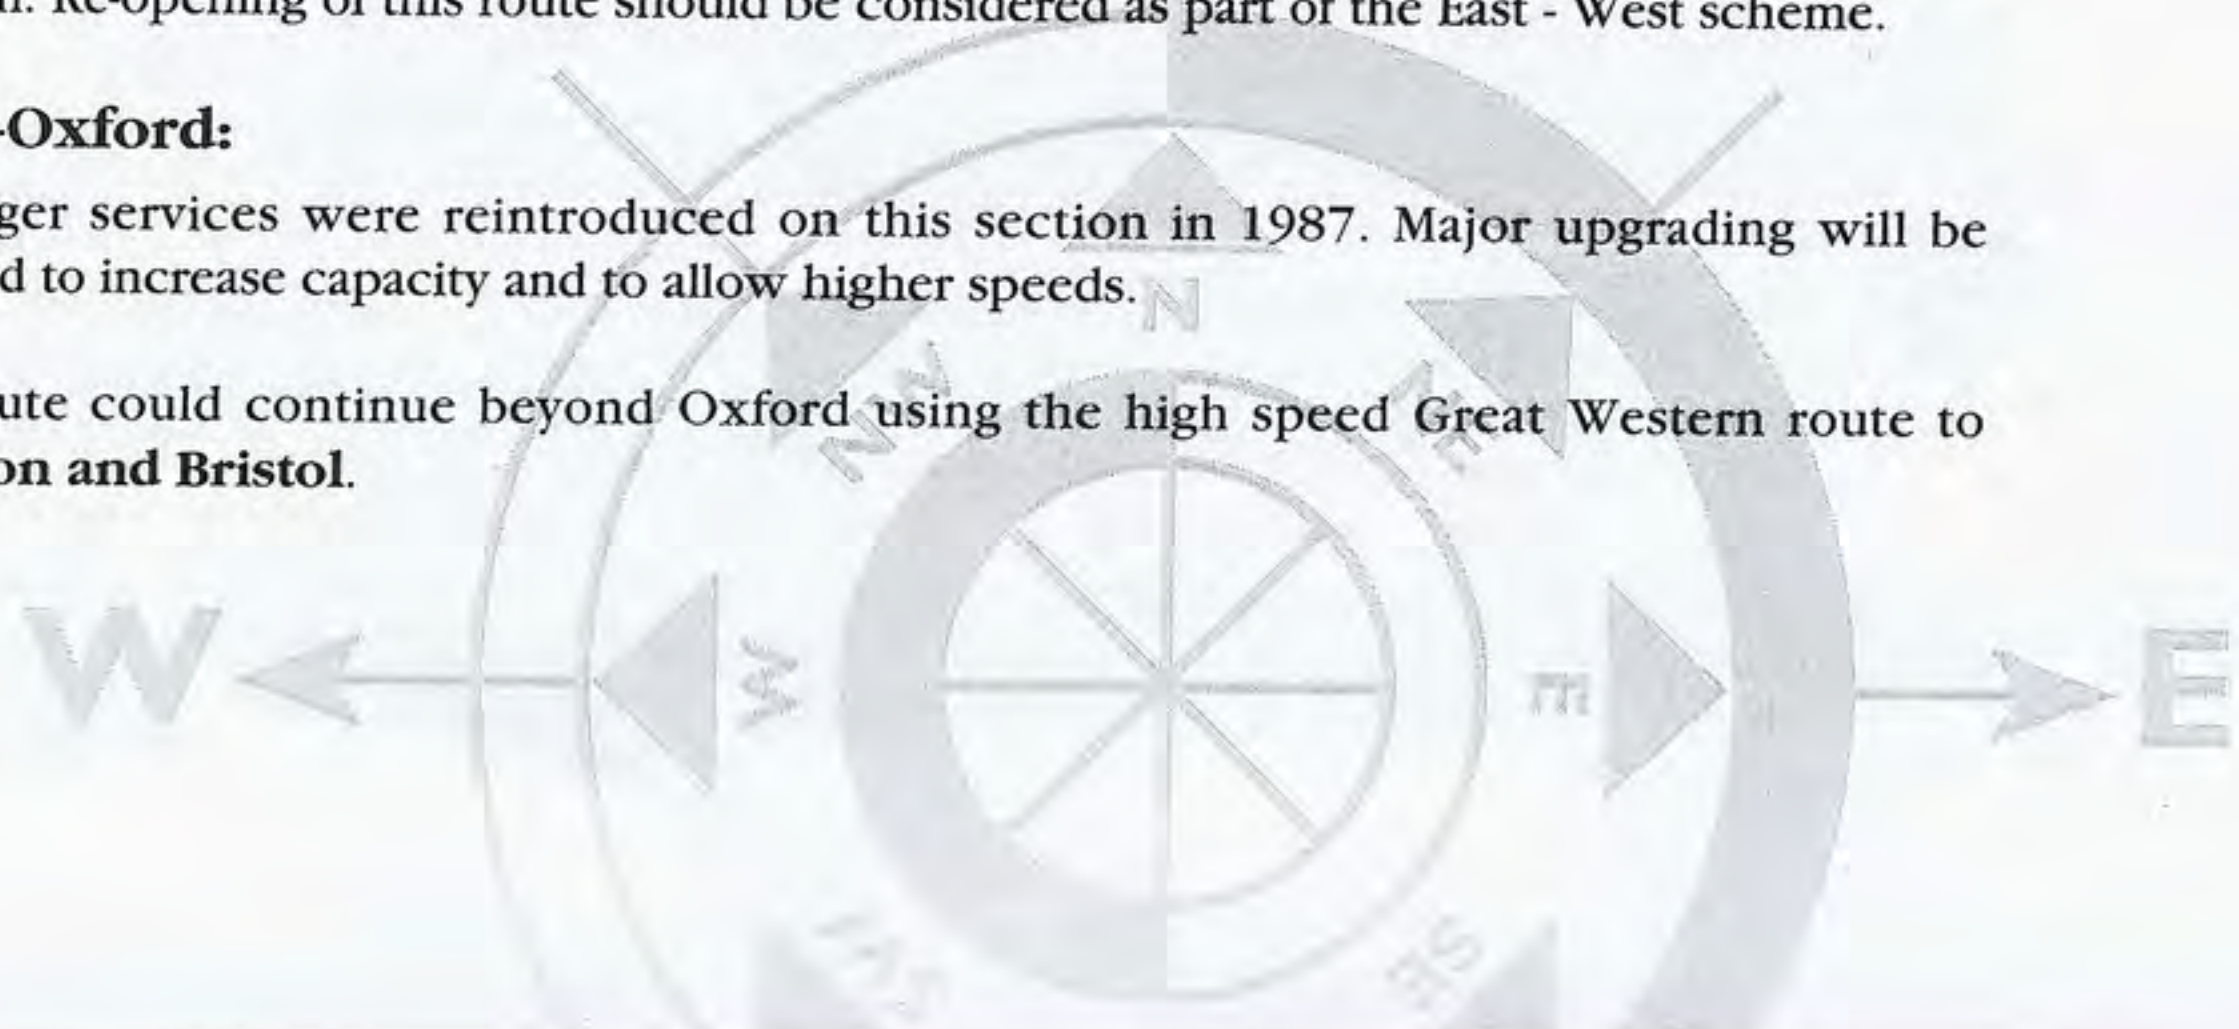 . Re-opening of this route should be considered as part of the East - West scheme.
-Oxford:
ger services were reintroduced on this section in 1987. Major upgrading will be
d to increase capacity and to allow higher speeds.
N
NW
NE
ute could continue beyond Oxford using the high speed Great Western route to
on and Bristol.
W
W
E
E
SW
SE